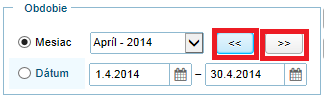 Obdobie
Mesiac Apríl - 2014 << >>
Dátum 1.4.2014 – 30.4.2014